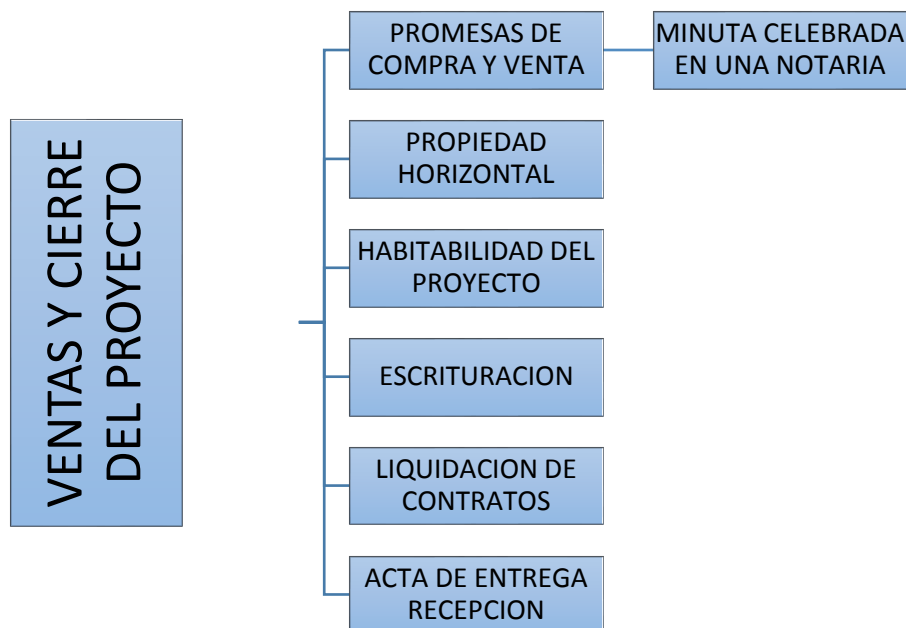 VENTAS Y CIERRE
DEL PROYECTO
PROMESAS DE
COMPRA Y VENTA
MINUTA CELEBRADA
EN UNA NOTARIA
PROPIEDAD
HORIZONTAL
HABITABILIDAD DEL
PROYECTO
ESCRITURACION
LIQUIDACION DE
CONTRATOS
ACTA DE ENTREGA
RECEPCION